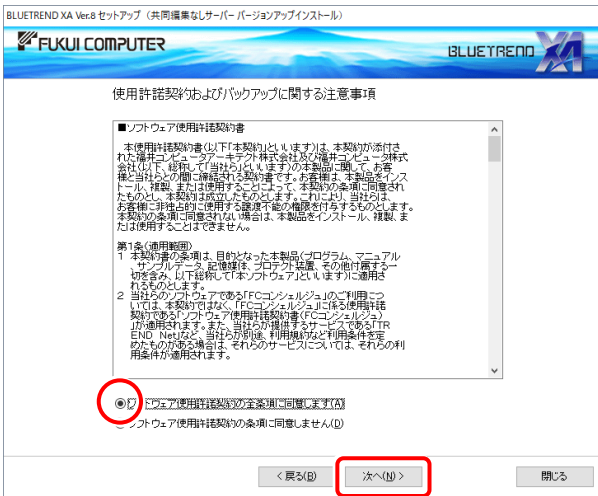 BLUETREND XA Ver.8 セットアップ（共同編集なしサーバー バージョンアップインストール）
FUKUI COMPUTER
BLUETREND XA
使用許諾契約およびバックアップに関する注意事項
■ソフトウェア使用許諾契約書
本使用許諾契約書（以下「本契約」といいます）は、本契約が添付さ
れた福井コンピュータアーキテクト株式会社及び福井コンピュータ株式
会社（以下、総称して「当社ら」といいます）の本製品に関して、お客
様と当社らとの間に締結される契約書です。お客様は、本製品をインス
トール、複製、または使用することによって、本契約の条項に同意され
たものとし、本契約は成立したものとします。これにより、当社らは、
お客様に非独占的に使用する譲渡不能の権限を付与するものとします。
本契約の条項に同意されない場合は、本製品をインストール、複製、ま
たは使用することはできません。
第1条（適用範囲）
1 本契約書の条項は、目的となった本製品（プログラム、マニュアル
、サンプルデータ、記憶媒体、プロテクト装置、その他付属する一
切を含み、以下総称して「本ソフトウェア」といいます）に適用さ
れるものとします。
2 当社らのソフトウェアである「FCコンシェルジュ」のご利用につ
いては、本契約ではなく、「FCコンシェルジュ」に係る使用許諾
契約である「ソフトウェア使用許諾契約書（FCコンシェルジュ）
」が適用されます。また、当社らが提供するサービスである「TR
END Net」など、当社らが別途、利用規約など利用条件を定
めたものがある場合は、それらのサービスについては、それらの利
用条件が適用されます。
ソフトウェア使用許諾契約の全条項に同意します(A)
ソフトウェア使用許諾契約の条項に同意しません(D)
< 戻る(B)
次へ(N) >
閉じる